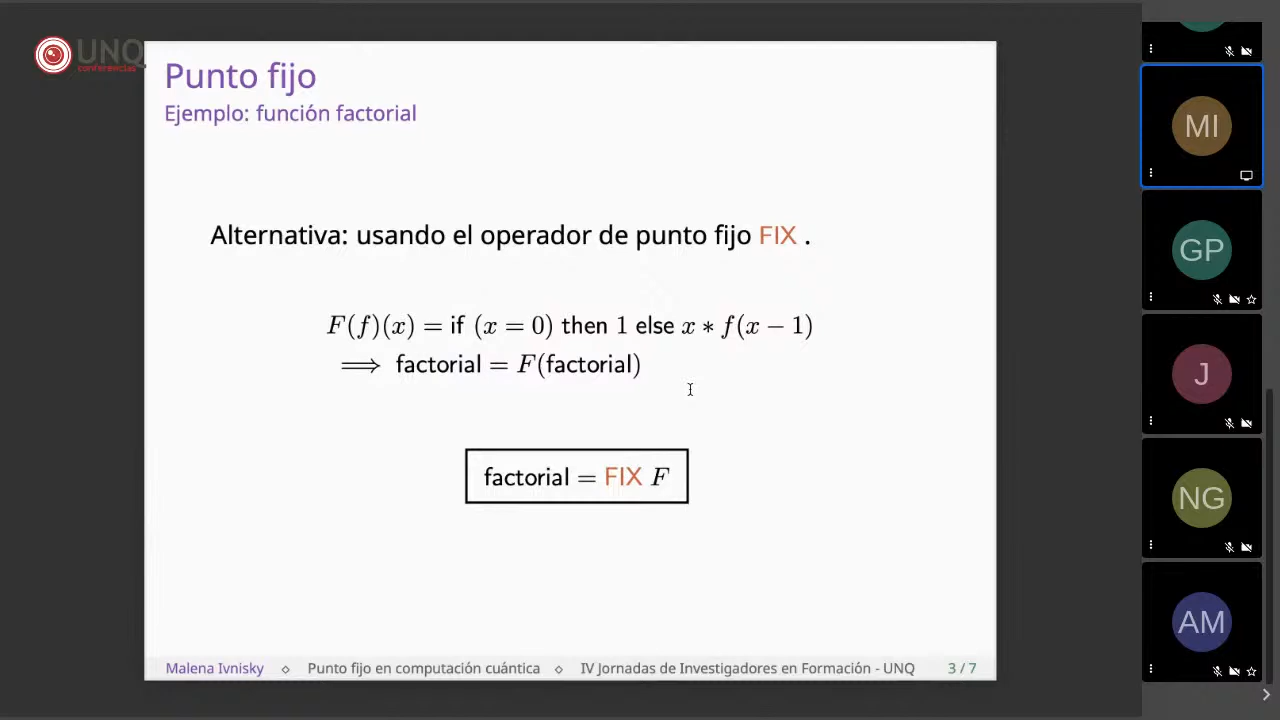 UNQ
conferencias
Punto fijo
Ejemplo: función factorial
Alternativa: usando el operador de punto fijo FIX .
F(f)(x) = if (x = 0) then 1 else x ∗ f(x − 1)
⟹ factorial = F(factorial)
factorial = FIX F
Malena Ivnisky ⋄ Punto fijo en computación cuántica ⋄ IV Jornadas de Investigadores en Formación - UNQ 3 / 7
MI
GP
J
NG
AM